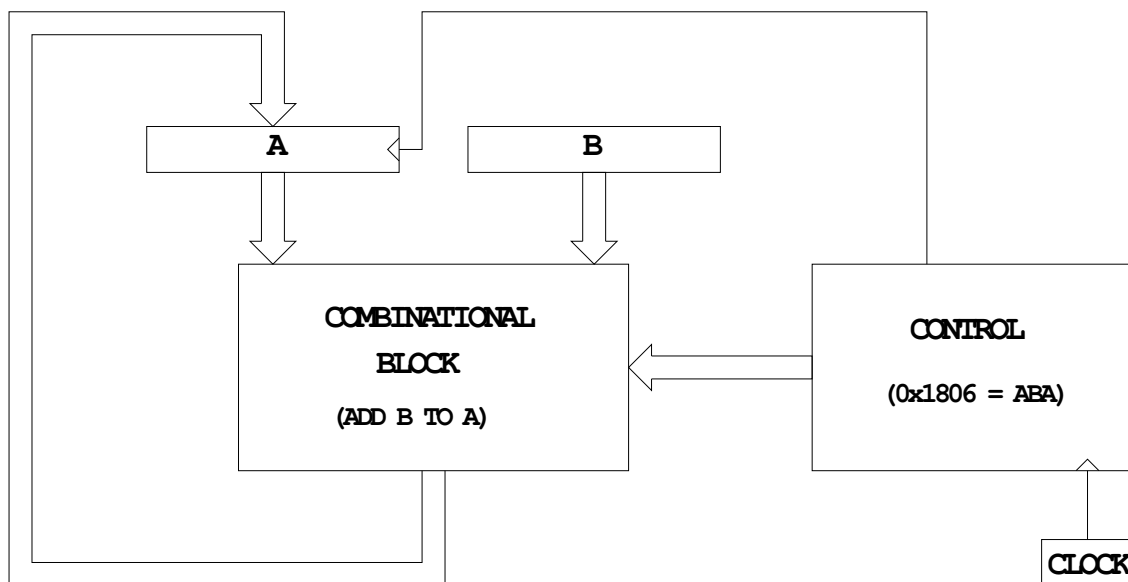 A
B
COMBINATIONAL
BLOCK
(ADD B TO A)
CONTROL
(0x1806 = ABA)
CLOCK